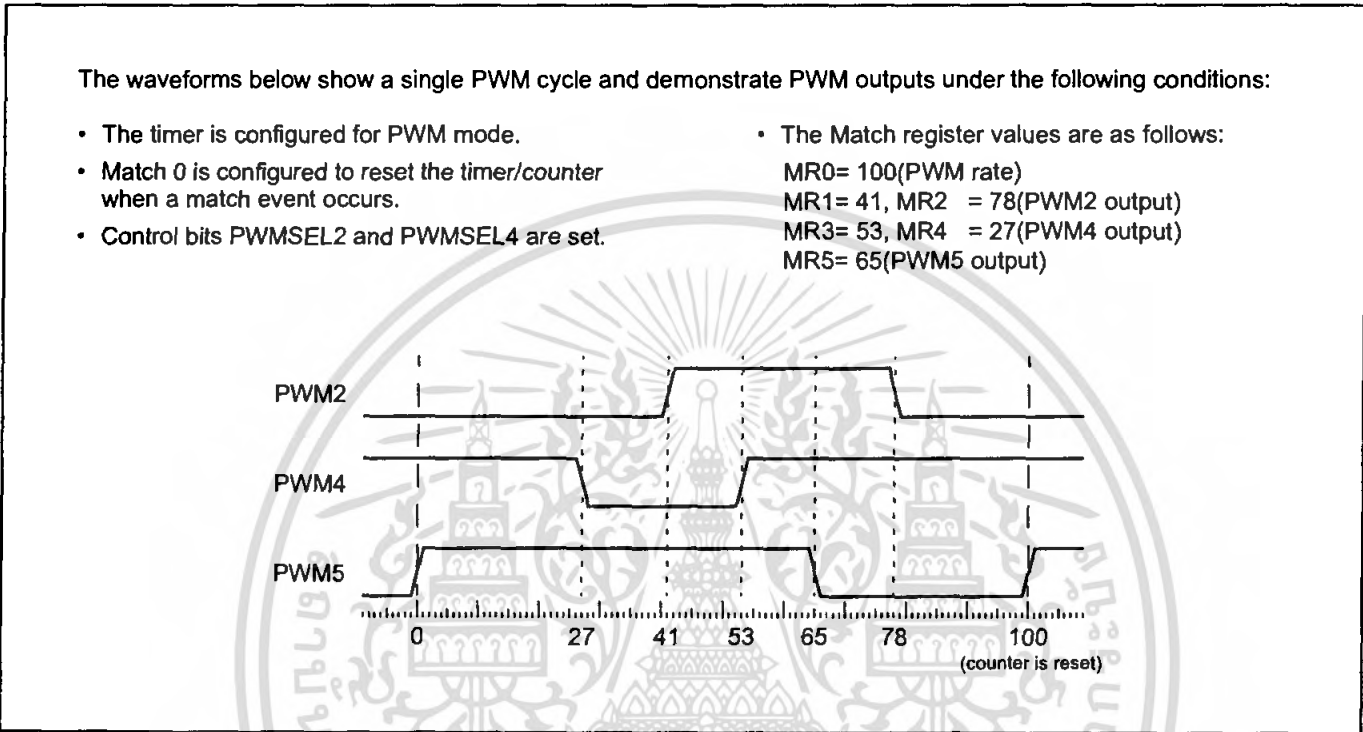 The waveforms below show a single PWM cycle and demonstrate PWM outputs under the following conditions:
• The timer is configured for PWM mode.
• Match 0 is configured to reset the timer/counter
when a match event occurs.
• Control bits PWMSEL2 and PWMSEL4 are set.
• The Match register values are as follows:
MR0= 100(PWM rate)
MR1= 41, MR2 = 78(PWM2 output)
MR3= 53, MR4 = 27(PWM4 output)
MR5= 65(PWM5 output)
PWM2
PWM4
PWM5
0 27 41 53 65 78 100
(counter is reset)